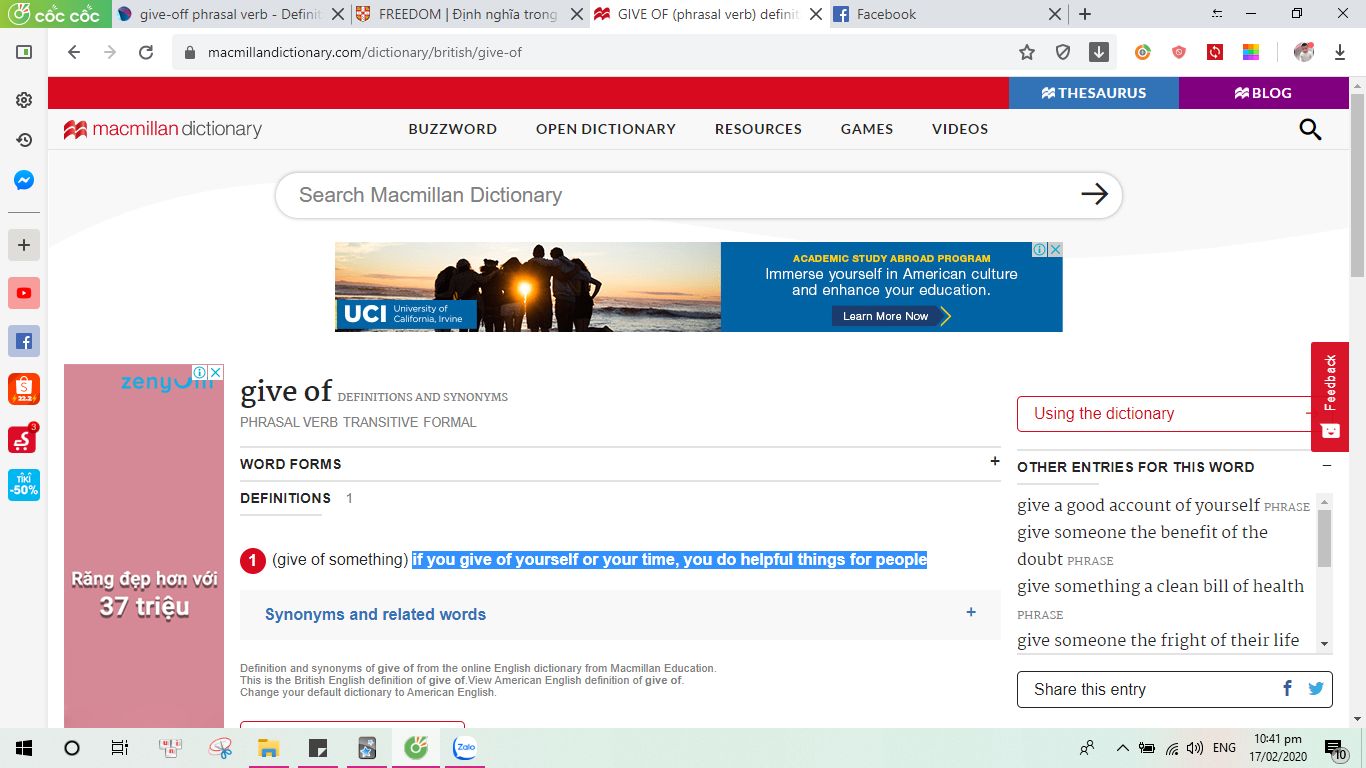 CỐC CỐC
give-off phrasal verb - Definit
FREEDOM | Định nghĩa trong
GIVE OF (phrasal verb) definit
Facebook
macmillandictionary.com/dictionary/british/give-of
THESAURUS
BLOG
macmillan dictionary
BUZZWORD
OPEN DICTIONARY
RESOURCES
GAMES
VIDEOS
Search Macmillan Dictionary
UCI University of California, Irvine
ACADEMIC STUDY ABROAD PROGRAM
Immerse yourself in American culture
and enhance your education.
Learn More Now
22.2
3
TIKI
-50%
Răng đẹp hơn với
37 triệu
give of DEFINITIONS AND SYNONYMS
PHRASAL VERB TRANSITIVE FORMAL
WORD FORMS +
DEFINITIONS 1
1 (give of something) if you give of yourself or your time, you do helpful things for people
Synonyms and related words +
Definition and synonyms of give of from the online English dictionary from Macmillan Education.
This is the British English definition of give of.View American English definition of give of.
Change your default dictionary to American English.
Feedback
Using the dictionary
OTHER ENTRIES FOR THIS WORD
give a good account of yourself PHRASE
give someone the benefit of the
doubt PHRASE
give something a clean bill of health
PHRASE
give someone the fright of their life
Share this entry
Zalo
ENG
10:41 pm
17/02/2020
10